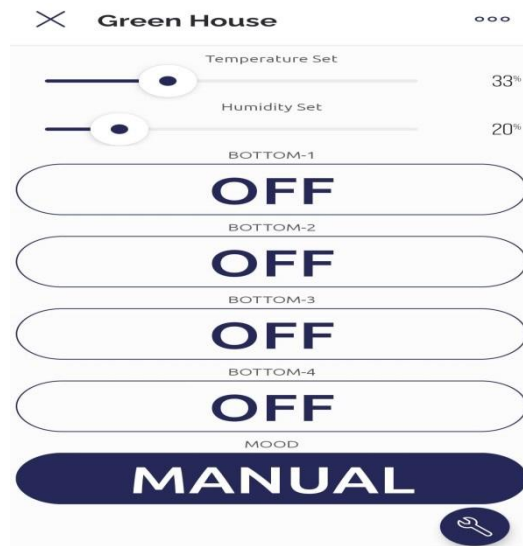 Green House
Temperature Set
33%
Humidity Set
20%
BOTTOM-1
OFF
BOTTOM-2
OFF
BOTTOM-3
OFF
BOTTOM-4
OFF
MOOD
MANUAL